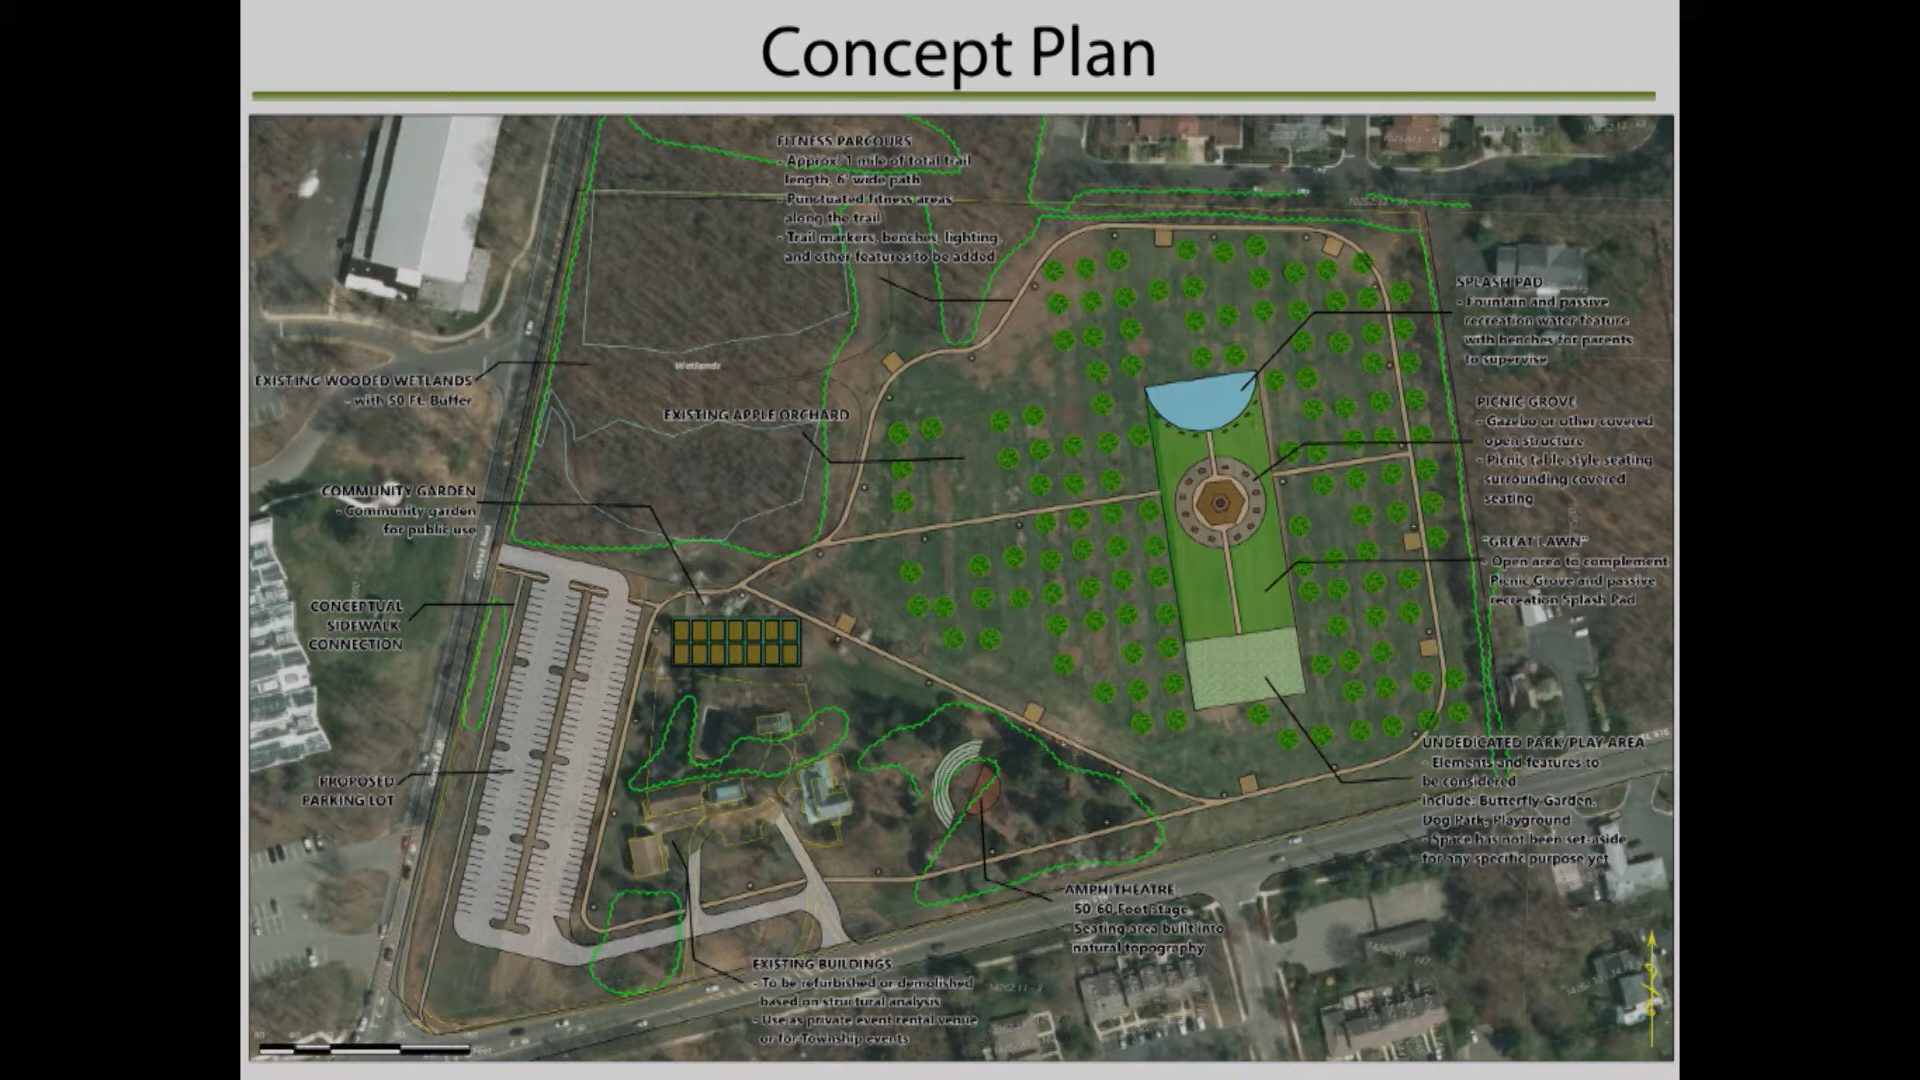 Concept Plan
FITNESS PARCOURS
- Approx. 1 mile of total trail
length, 6' wide path
- Punctuated fitness areas
along the trail
- Trail markers, benches, lighting,
and other features to be added
SPLASH PAD
- Fountain and passive
recreation water feature
with benches for parents
to supervise
EXISTING WOODED WETLANDS
- with 50 Ft. Buffer
Wetlands
EXISTING APPLE ORCHARD
PICNIC GROVE
- Gazebo or other covered
open structure
- Picnic table style seating
surrounding covered
seating
COMMUNITY GARDEN
- Community garden
for public use
"GREAT LAWN"
- Open area to complement
Picnic Grove and passive
recreation Splash Pad
CONCEPTUAL
SIDEWALK
CONNECTION
PROPOSED
PARKING LOT
UNDEDICATED PARK/PLAY AREA
- Elements and features to
be considered
include: Butterfly Garden,
Dog Park, Playground
- Space has not been set-aside
for any specific purpose yet
AMPHITHEATRE
- 50-60 Foot stage
- Seating area built into
natural topography
EXISTING BUILDINGS
- To be refurbished or demolished
based on structural analysis
- Use as private event rental venue
or for Township events
feet